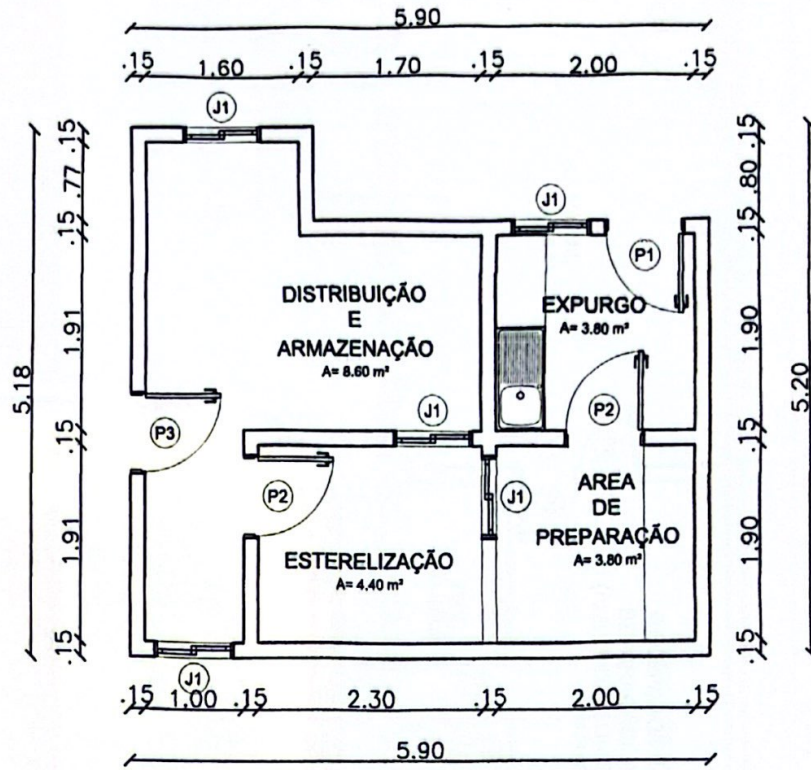 5.90
.15 1.60 .15 1.70 .15 2.00 .15
J1
.15 .77 .15 1.91 .15 1.91 .15
5.18
.15 .80 .15 1.90 .15 1.90 .15
5.20
J1
P1
DISTRIBUIÇÃO
E
ARMAZENAÇÃO
A= 8.60 m²
EXPURGO
A= 3.80 m²
P3
J1
P2
P2
J1
AREA
DE
PREPARAÇÃO
A= 3.80 m²
ESTERELIZAÇÃO
A= 4.40 m²
J1
.15 1.00 .15 2.30 .15 2.00 .15
5.90